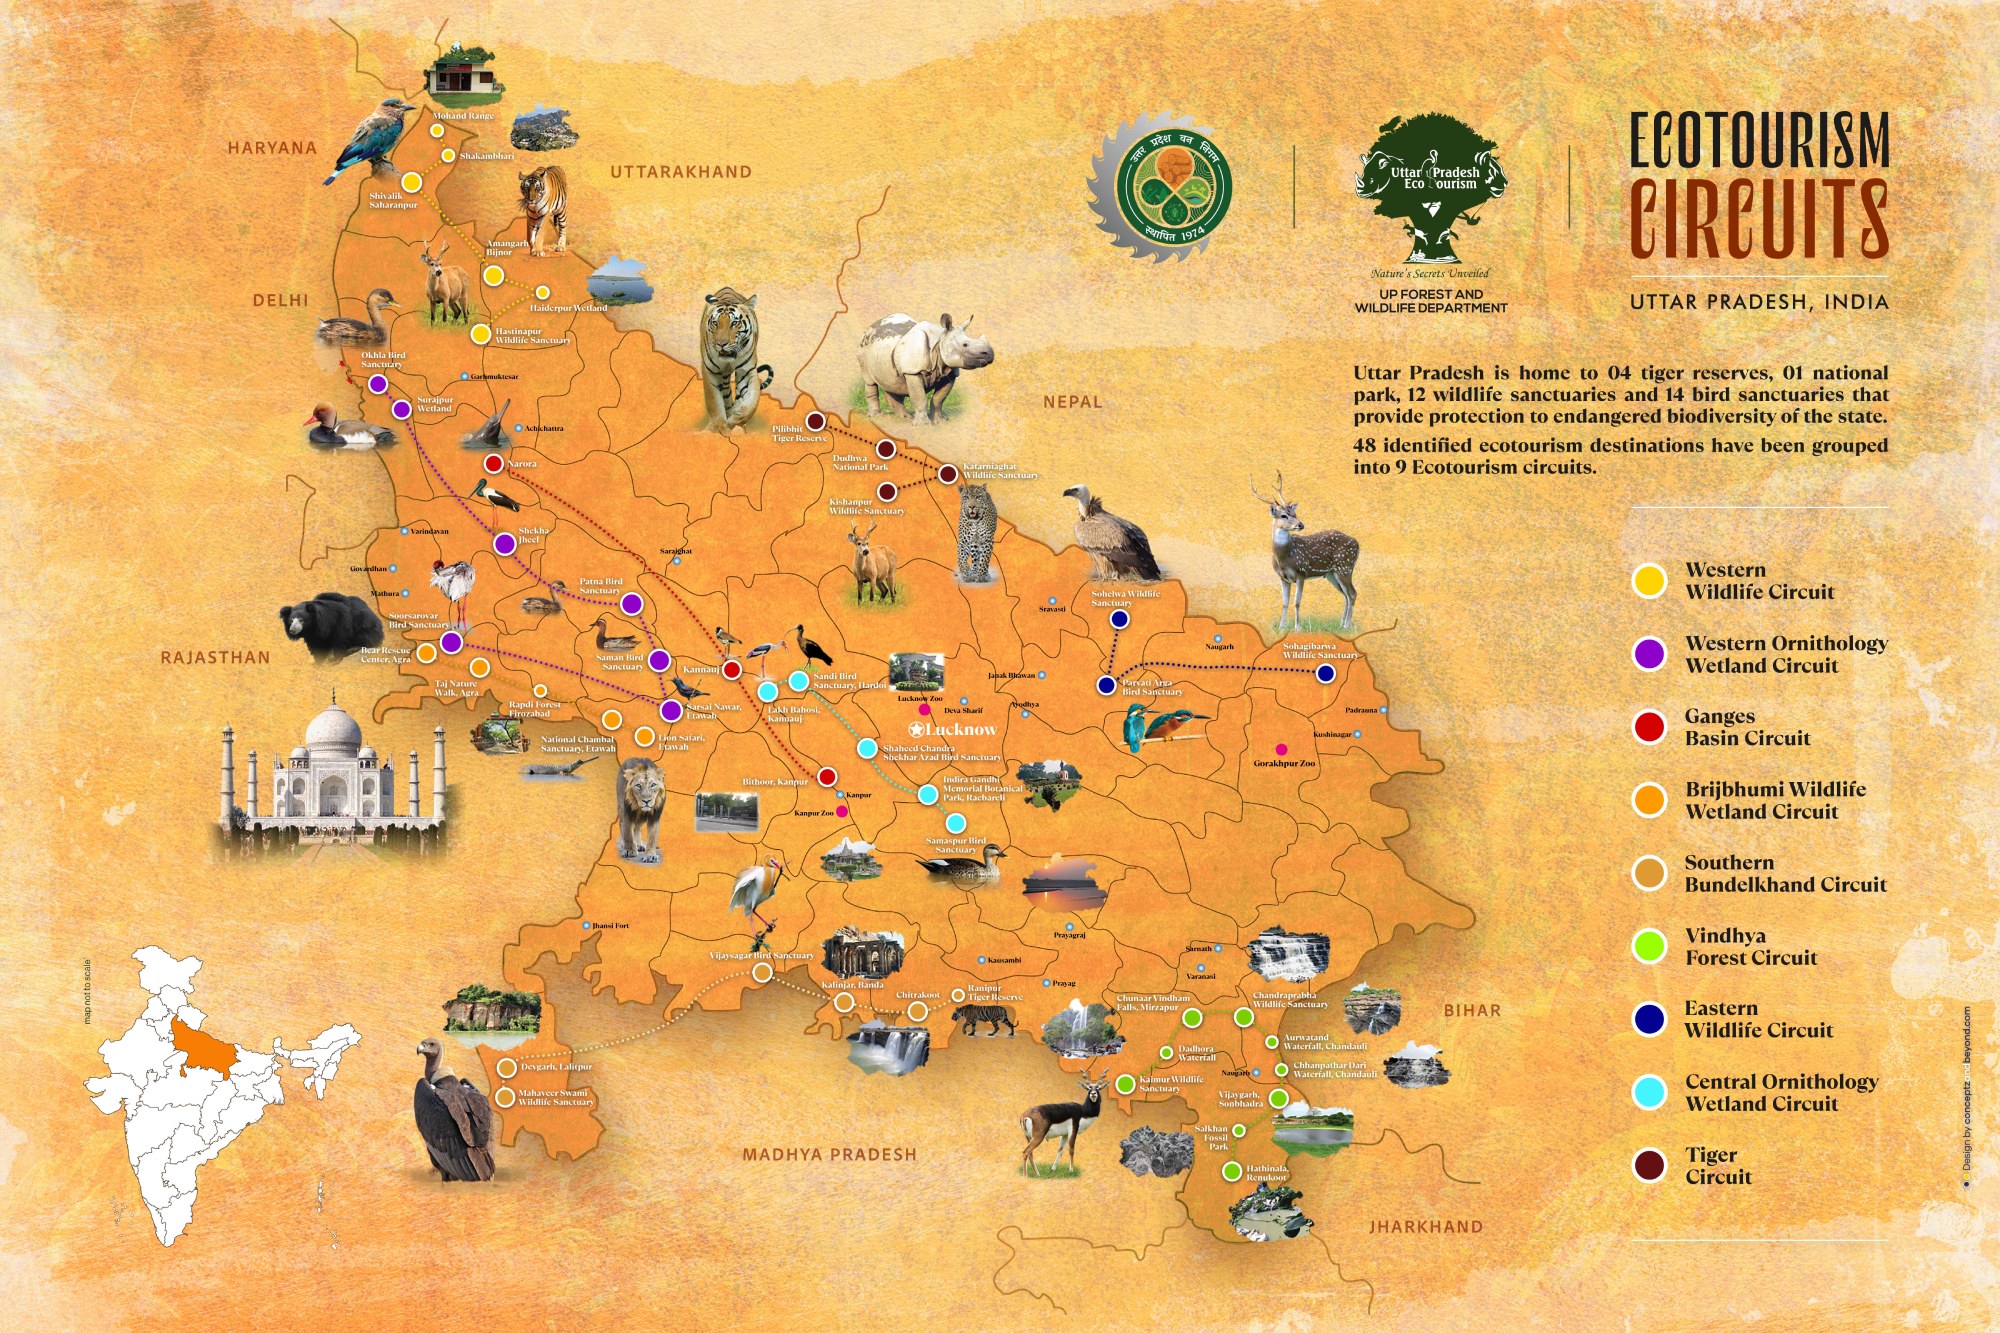 ECOTOURISM
CIRCUITS
UTTAR PRADESH, INDIA
उत्तर प्रदेश वन निगम
स्थापित 1974
Uttar Pradesh
Eco Tourism
Nature's Secrets Unveiled
UP FOREST AND
WILDLIFE DEPARTMENT
Uttar Pradesh is home to 04 tiger reserves, 01 national
park, 12 wildlife sanctuaries and 14 bird sanctuaries that
provide protection to endangered biodiversity of the state.
48 identified ecotourism destinations have been grouped
into 9 Ecotourism circuits.
Western
Wildlife Circuit
Western Ornithology
Wetland Circuit
Ganges
Basin Circuit
Brijbhumi Wildlife
Wetland Circuit
Southern
Bundelkhand Circuit
Vindhya
Forest Circuit
Eastern
Wildlife Circuit
Central Ornithology
Wetland Circuit
Tiger
Circuit
HARYANA
UTTARAKHAND
DELHI
NEPAL
RAJASTHAN
BIHAR
MADHYA PRADESH
JHARKHAND
Mohand Range
Shakambhari
Shivalik
Saharanpur
Amangarh
Bijnor
Haiderpur Wetland
Hastinapur
Wildlife Sanctuary
Okhla Bird
Sanctuary
Garhmuktesar
Surajpur
Wetland
Achichattra
Narora
Pilibhit
Tiger Reserve
Dudhwa
National Park
Katarniaghat
Wildlife Sanctuary
Kishanpur
Wildlife Sanctuary
Varindavan
Shekha
Jheel
Saraighat
Govardhan
Mathura
Patna Bird
Sanctuary
Soorsarovar
Bird Sanctuary
Bear Rescue
Center, Agra
Taj Nature
Walk, Agra
Rapdi Forest
Firozabad
Saman Bird
Sanctuary
Kannauj
Sarsai Nawar,
Etawah
National Chambal
Sanctuary, Etawah
Lion Safari,
Etawah
Sandi Bird
Sanctuary, Hardoi
Lakh Bahosi,
Kannauj
Lucknow Zoo
Lucknow
Deva Sharif
Janak Bhawan
Ayodhya
Sravasti
Sohelwa Wildlife
Sanctuary
Naugarh
Sohagibarwa
Wildlife Sanctuary
Parvati Arga
Bird Sanctuary
Padrauna
Kushinagar
Gorakhpur Zoo
Shaheed Chandra
Shekhar Azad Bird Sanctuary
Bithoor, Kanpur
Kanpur
Kanpur Zoo
Indira Gandhi
Memorial Botanical
Park, Raebareli
Samaspur Bird
Sanctuary
Jhansi Fort
Prayagraj
Sarnath
Varanasi
Kausambi
Prayag
Vijaysagar Bird Sanctuary
Kalinjar, Banda
Chitrakoot
Ranipur
Tiger Reserve
Devgarh, Lalitpur
Mahaveer Swami
Wildlife Sanctuary
Chunaar Vindham
Falls, Mirzapur
Chandraprabha
Wildlife Sanctuary
Aurwatand
Waterfall, Chandauli
Dadhora
Waterfall
Chhanpathar Dari
Waterfall, Chandauli
Naugarh
Kaimur Wildlife
Sanctuary
Vijaygarh,
Sonbhadra
Salkhan
Fossil
Park
Hathinala,
Renukoot
map not to scale
Design by conceptz and beyond.com